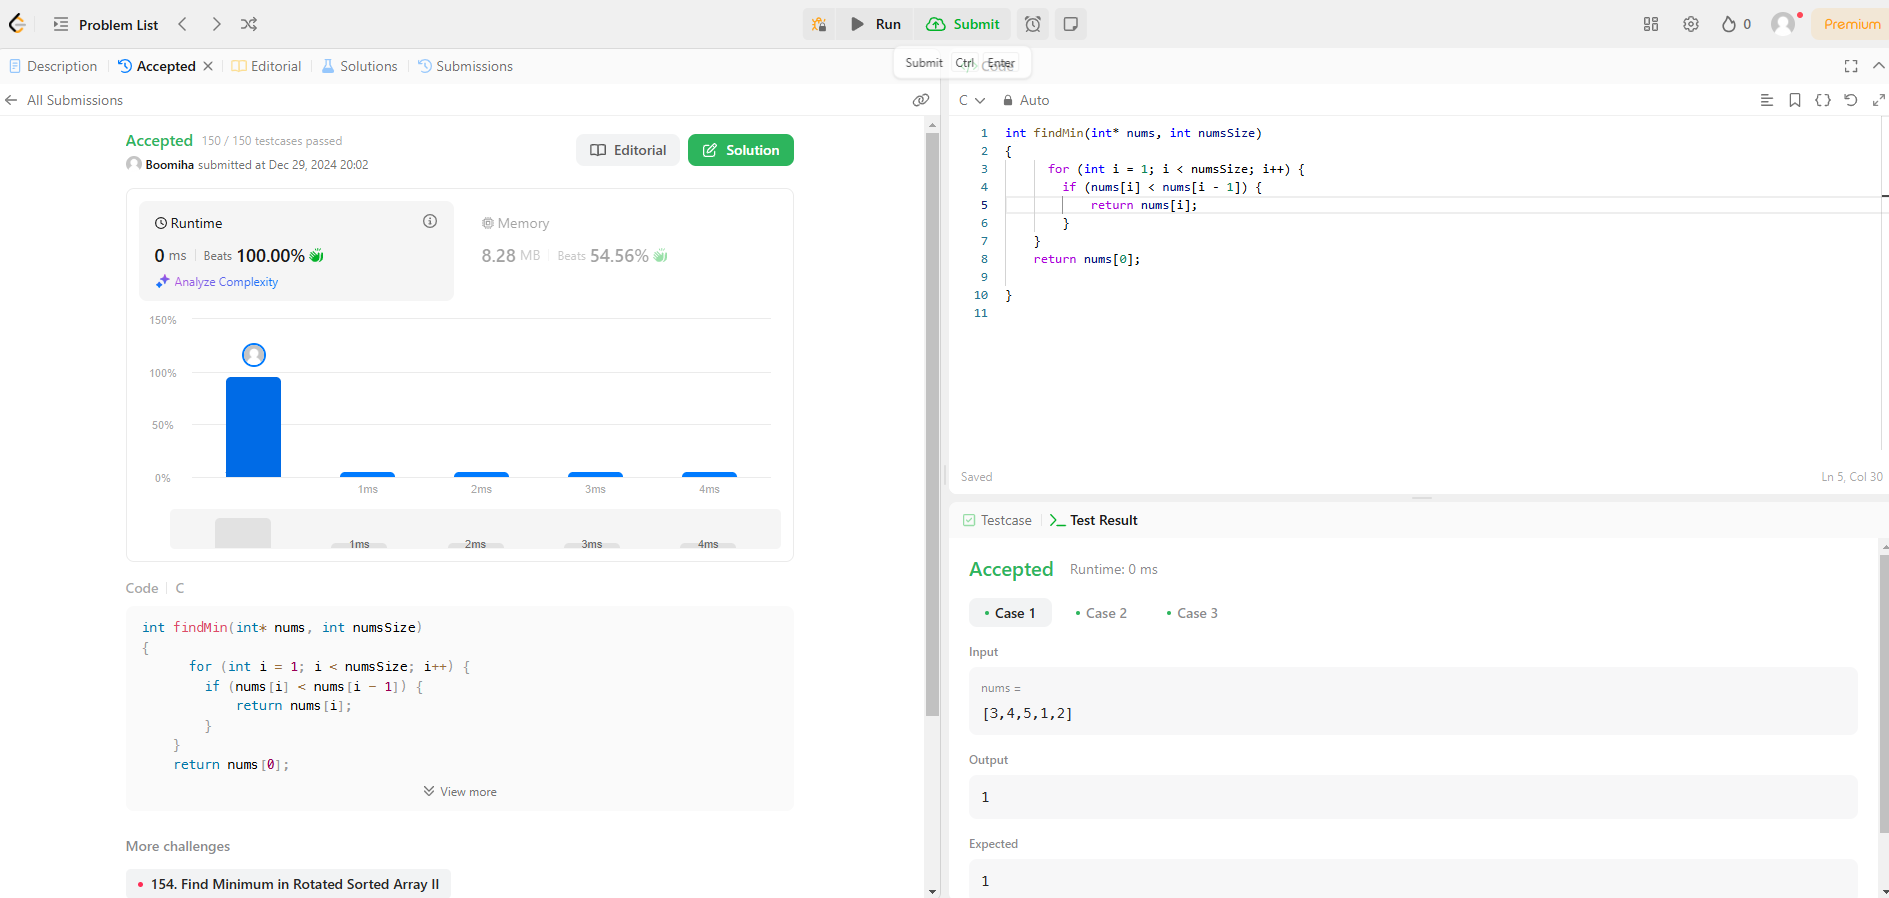 Problem List
Run
Submit
0
Premium
Description
Accepted
Editorial
Solutions
Submissions
Submit Ctrl Enter
Code
All Submissions
C
Auto
Accepted 150 / 150 testcases passed
Boomiha submitted at Dec 29, 2024 20:02
Editorial
Solution
Runtime
0 ms Beats 100.00%
Analyze Complexity
Memory
8.28 MB Beats 54.56%
150%
100%
50%
0%
1ms 2ms 3ms 4ms
1ms 2ms 3ms 4ms
Code C
int findMin(int* nums, int numsSize)
{
for (int i = 1; i < numsSize; i++) {
if (nums[i] < nums[i - 1]) {
return nums[i];
}
}
return nums[0];
View more
More challenges
154. Find Minimum in Rotated Sorted Array II
1 int findMin(int* nums, int numsSize)
2 {
3 for (int i = 1; i < numsSize; i++) {
4 if (nums[i] < nums[i - 1]) {
5 return nums[i];
6 }
7 }
8 return nums[0];
9
10 }
11
Saved
Ln 5, Col 30
Testcase
Test Result
Accepted Runtime: 0 ms
Case 1 Case 2 Case 3
Input
nums =
[3,4,5,1,2]
Output
1
Expected
1